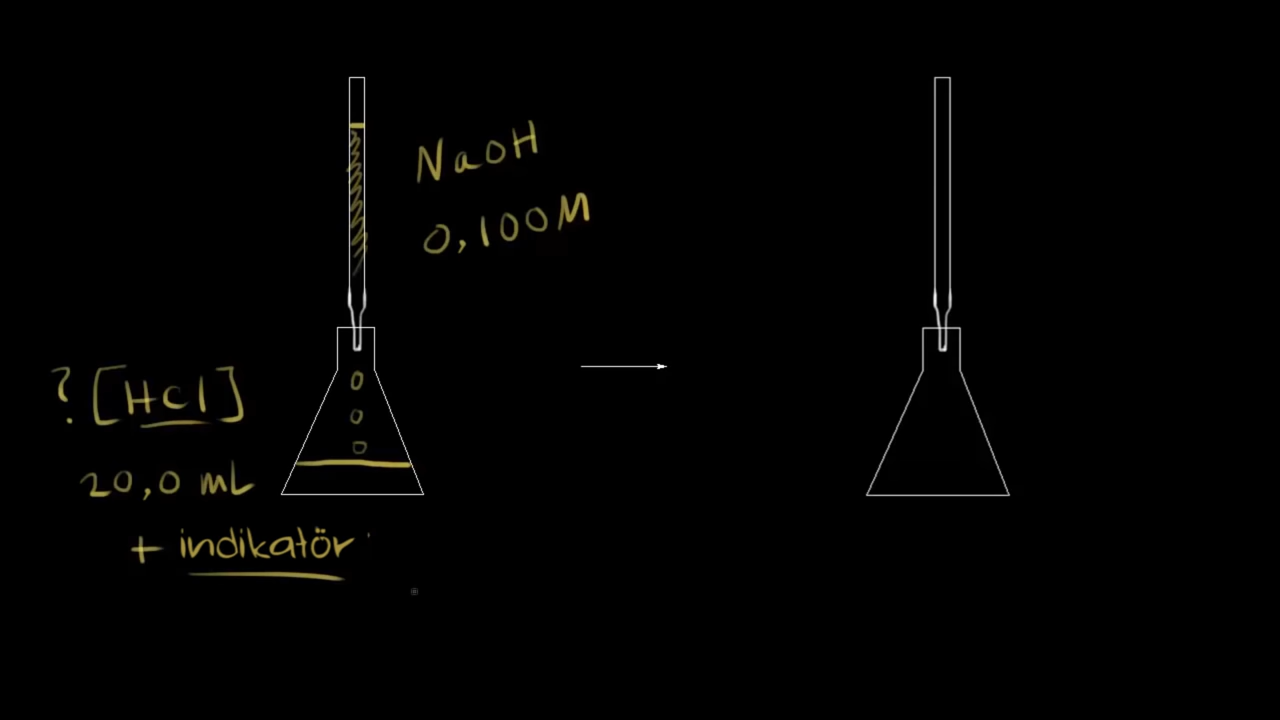 NaOH
0,100M
? [HCl]
20,0 mL
+ indikatör